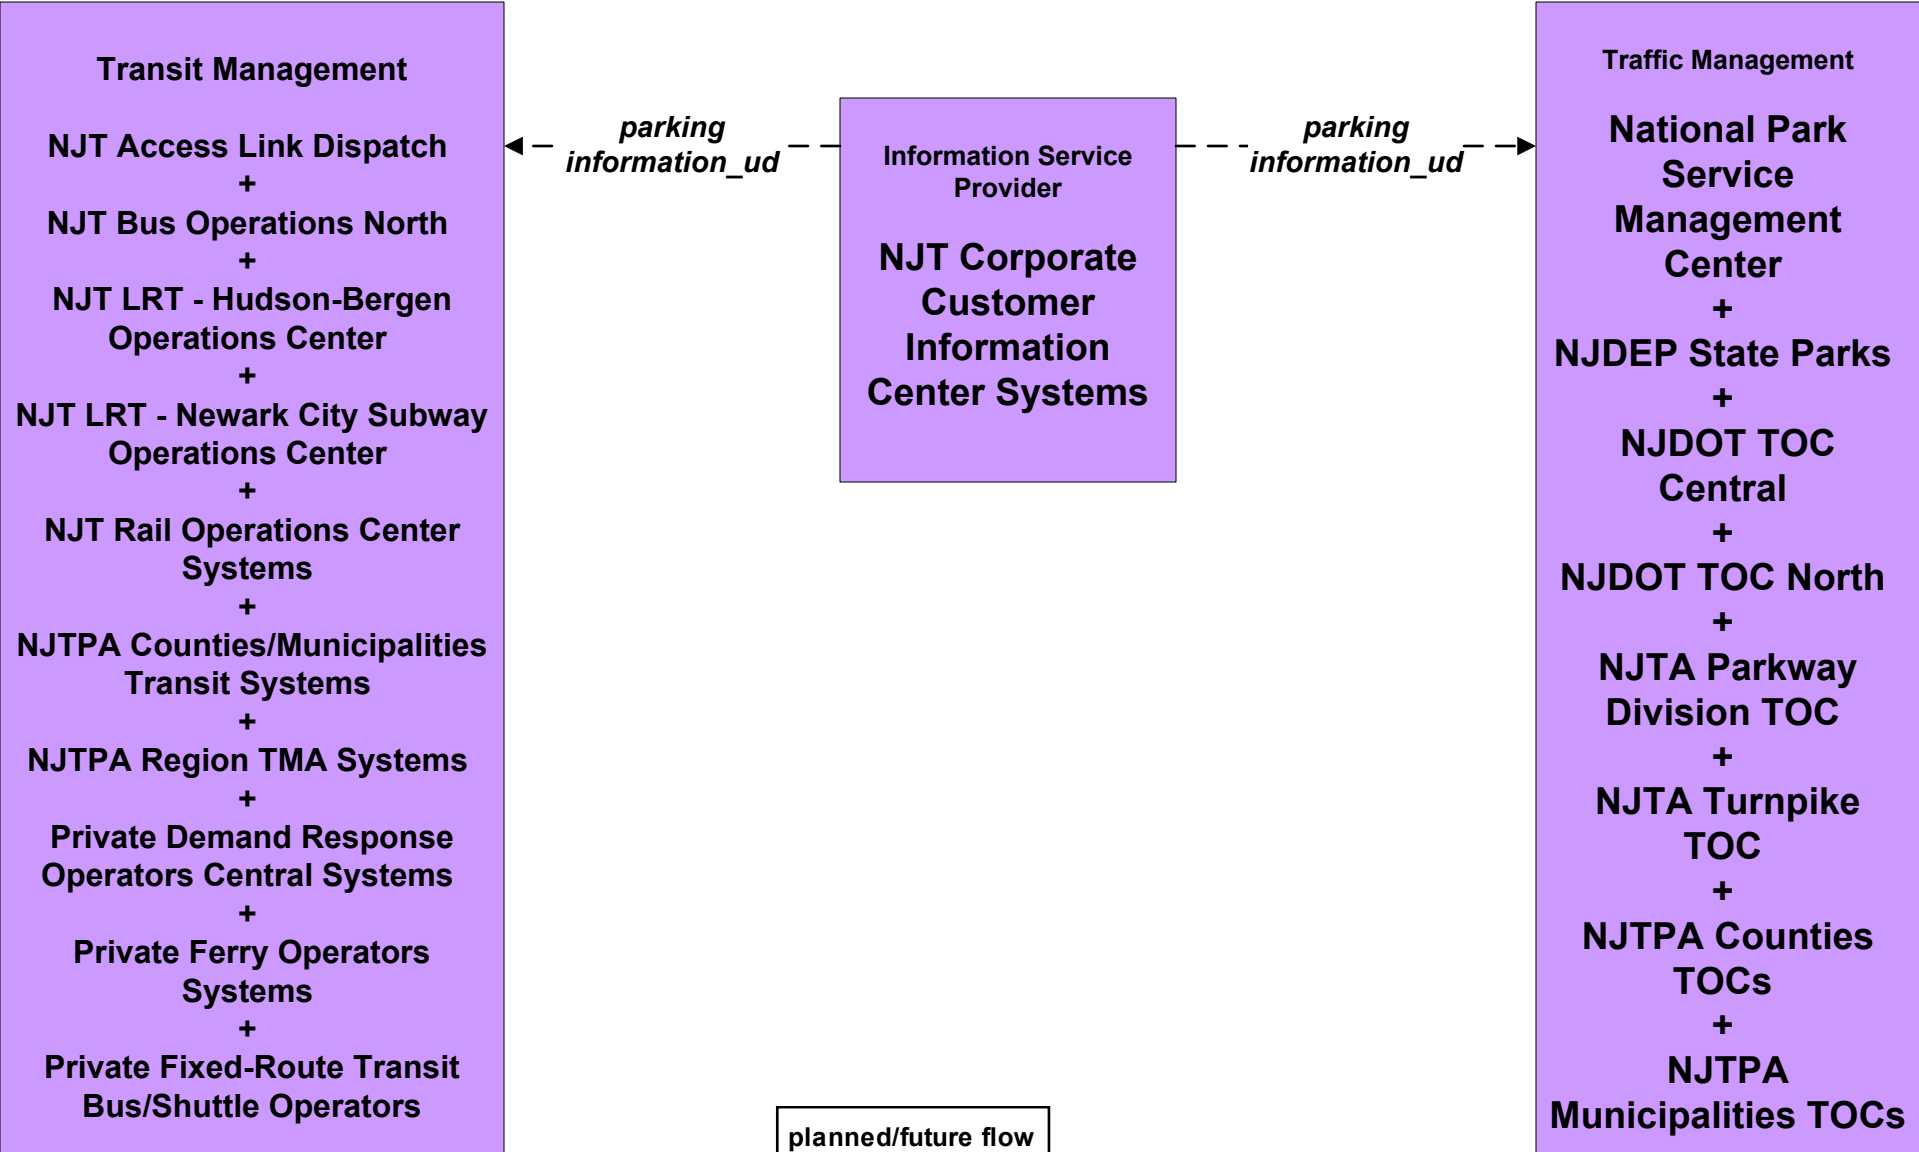 Transit Management
NJT Access Link Dispatch
+
NJT Bus Operations North
+
NJT LRT - Hudson-Bergen
Operations Center
+
NJT LRT - Newark City Subway
Operations Center
+
NJT Rail Operations Center
Systems
+
NJTPA Counties/Municipalities
Transit Systems
+
NJTPA Region TMA Systems
+
Private Demand Response
Operators Central Systems
+
Private Ferry Operators
Systems
+
Private Fixed-Route Transit
Bus/Shuttle Operators
parking
information_ud
Information Service
Provider
NJT Corporate
Customer
Information
Center Systems
parking
information_ud
Traffic Management
National Park
Service
Management
Center
+
NJDEP State Parks
+
NJDOT TOC
Central
+
NJDOT TOC North
+
NJTA Parkway
Division TOC
+
NJTA Turnpike
TOC
+
NJTPA Counties
TOCs
+
NJTPA
Municipalities TOCs
planned/future flow